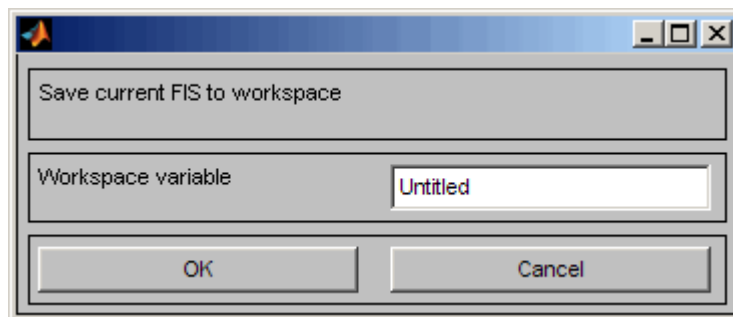 Save current FIS to workspace
Workspace variable Untitled
OK Cancel